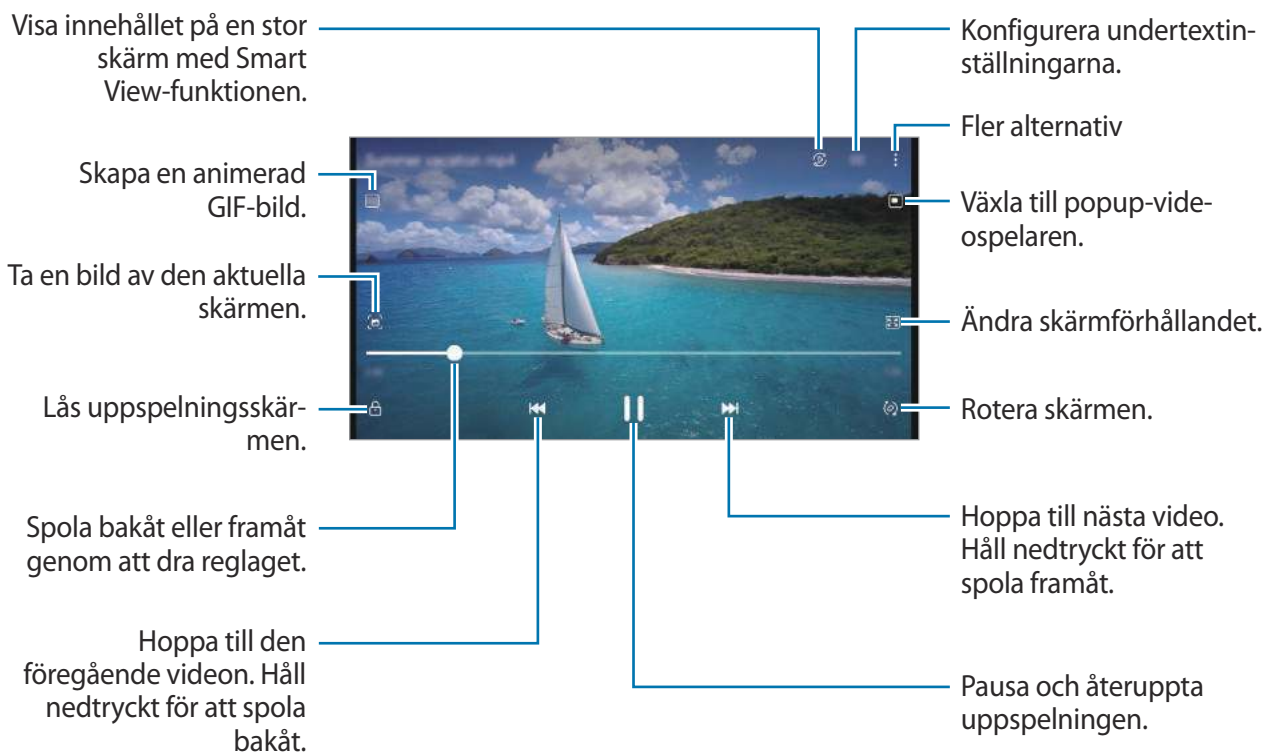 Visa innehållet på en stor
skärm med Smart
View-funktionen.
Skapa en animerad
GIF-bild.
Ta en bild av den aktuella
skärmen.
Lås uppspelningsskär-
men.
Spola bakåt eller framåt
genom att dra reglaget.
Hoppa till den
föregående videon. Håll
nedtryckt för att spola
bakåt.
Konfigurera undertextin-
ställningarna.
Fler alternativ
Växla till popup-vide-
ospelaren.
Ändra skärmförhållandet.
Rotera skärmen.
Hoppa till nästa video.
Håll nedtryckt för att
spola framåt.
Pausa och återuppta
uppspelningen.